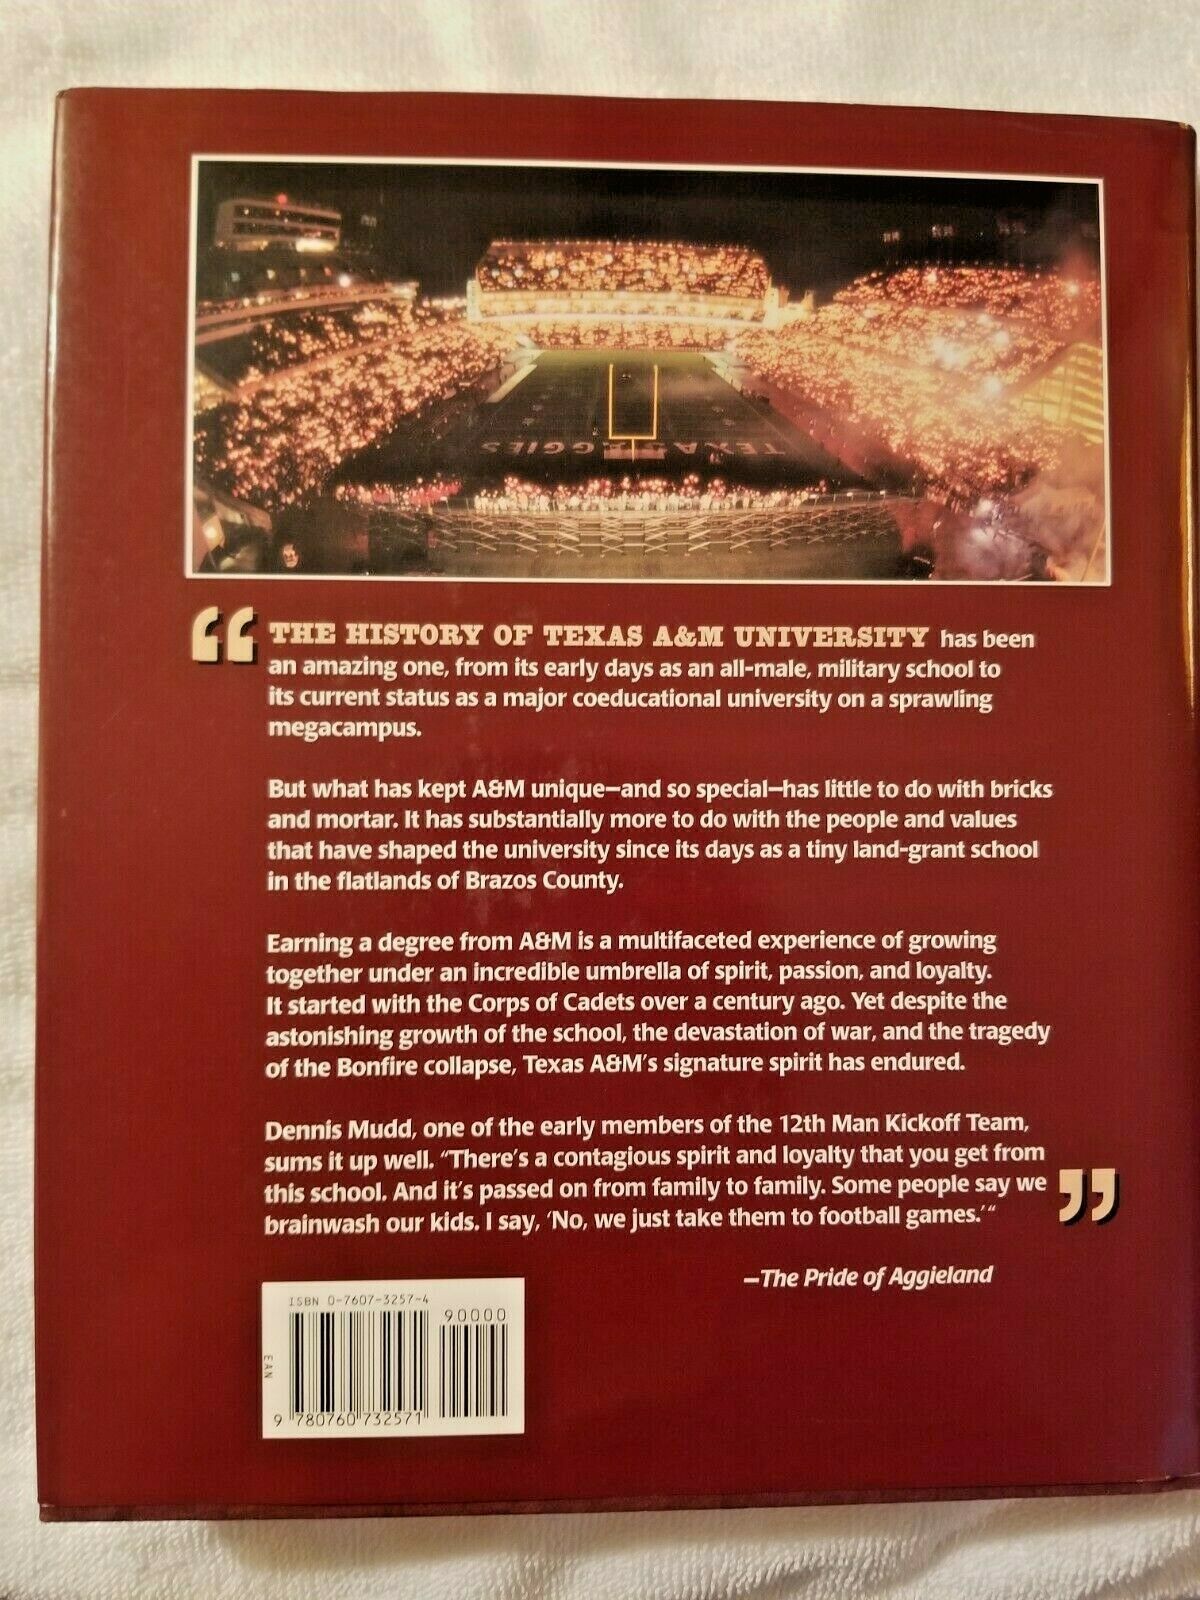 TEXAS AGGIES
“ THE HISTORY OF TEXAS A&M UNIVERSITY has been
an amazing one, from its early days as an all-male, military school to
its current status as a major coeducational university on a sprawling
megacampus.
But what has kept A&M unique—and so special—has little to do with bricks
and mortar. It has substantially more to do with the people and values
that have shaped the university since its days as a tiny land-grant school
in the flatlands of Brazos County.
Earning a degree from A&M is a multifaceted experience of growing
together under an incredible umbrella of spirit, passion, and loyalty.
It started with the Corps of Cadets over a century ago. Yet despite the
astonishing growth of the school, the devastation of war, and the tragedy
of the Bonfire collapse, Texas A&M's signature spirit has endured.
Dennis Mudd, one of the early members of the 12th Man Kickoff Team,
sums it up well. "There's a contagious spirit and loyalty that you get from
this school. And it's passed on from family to family. Some people say we
brainwash our kids. I say, 'No, we just take them to football games.'" ”
—The Pride of Aggieland
ISBN 0-7607-3257-4
90000
EAN
9 780760 732571